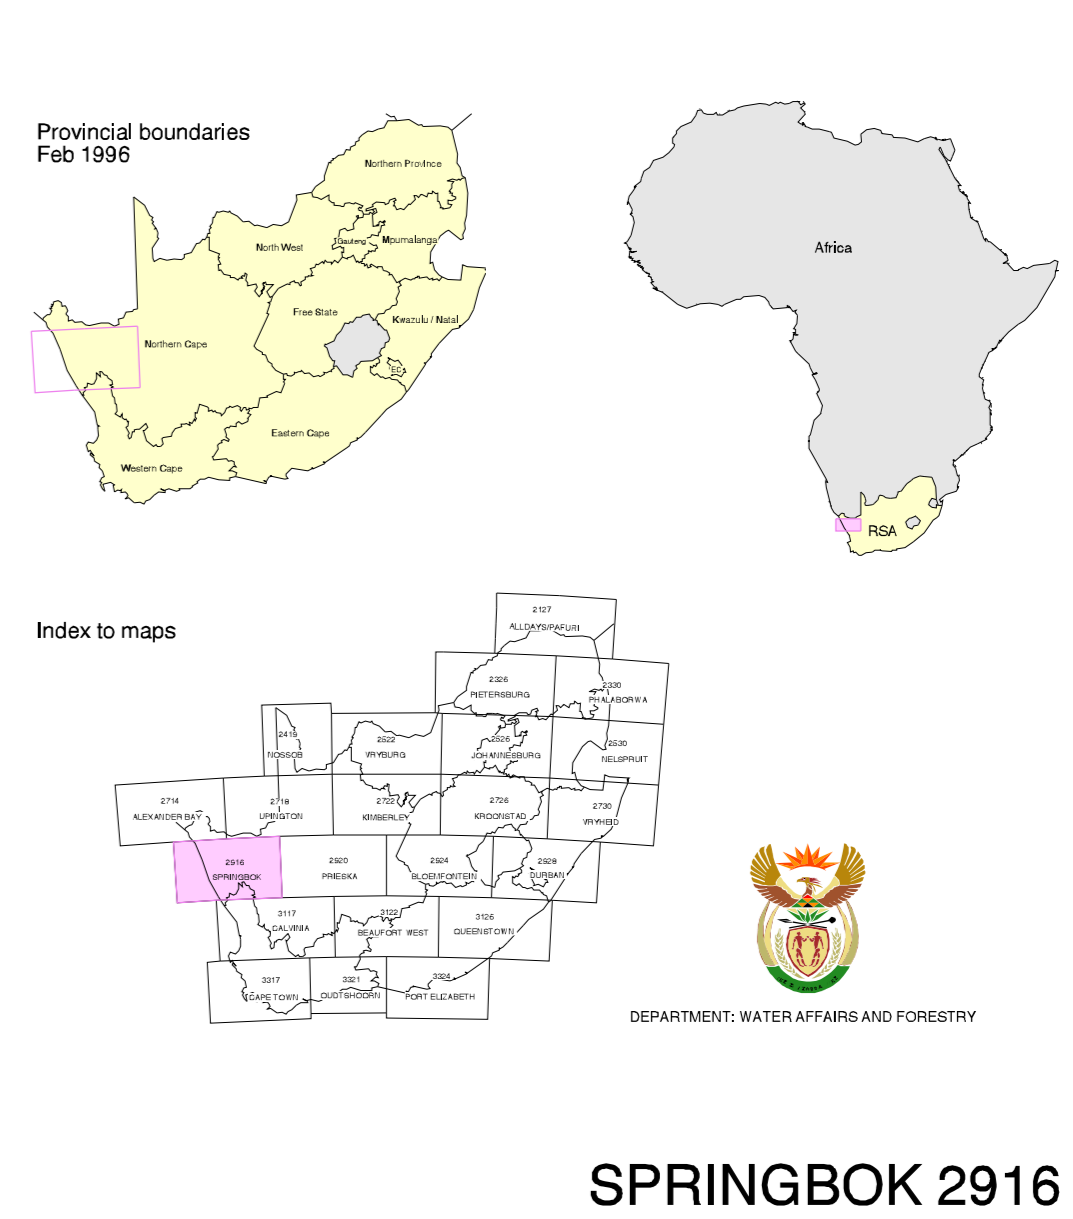 Provincial boundaries
Feb 1996
Northern Province
North West
Gauteng
Mpumalanga
Free State
Kwazulu / Natal
Northern Cape
EC
Eastern Cape
Western Cape
Africa
RSA
Index to maps
2127
ALLDAYS/PAFURI
2326
PIETERSBURG
2330
PHALABORWA
2419
NOSSOB
2522
VRYBURG
2526
JOHANNESBURG
2530
NELSPRUIT
2714
ALEXANDER BAY
2718
UPINGTON
2722
KIMBERLEY
2726
KROONSTAD
2730
VRYHEID
2916
SPRINGBOK
2920
PRIESKA
2924
BLOEMFONTEIN
2928
DURBAN
3117
CALVINIA
3122
BEAUFORT WEST
3126
QUEENSTOWN
3317
CAPE TOWN
3321
OUDTSHOORN
3324
PORT ELIZABETH
DEPARTMENT: WATER AFFAIRS AND FORESTRY
SPRINGBOK 2916